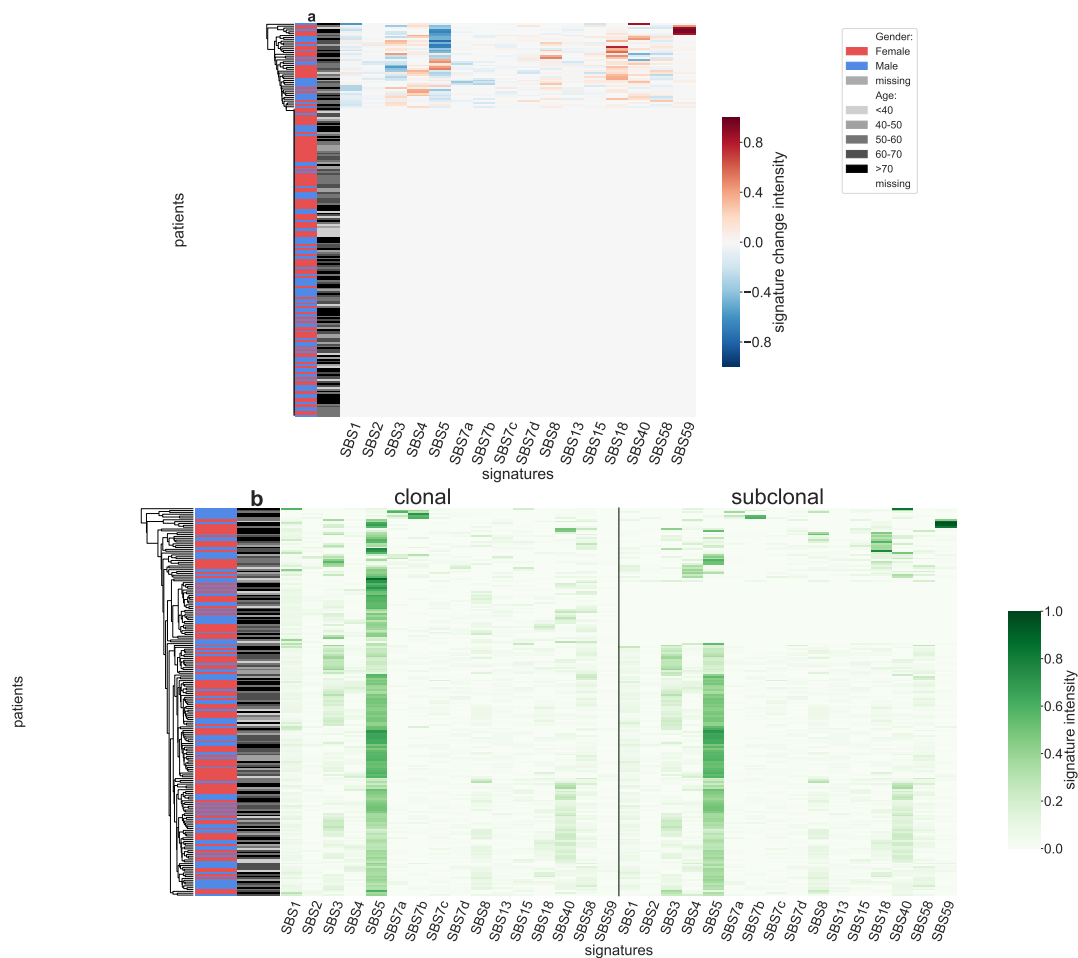 a
Gender:
Female
Male
missing
Age:
<40
40-50
50-60
60-70
>70
missing
patients
0.8
0.4
0.0
−0.4
−0.8
signature change intensity
SBS1 SBS2 SBS3 SBS4 SBS5 SBS7a SBS7b SBS7c SBS7d SBS8 SBS13 SBS15 SBS18 SBS40 SBS58 SBS59
signatures
b clonal subclonal
patients
1.0
0.8
0.6
0.4
0.2
0.0
signature intensity
SBS1 SBS2 SBS3 SBS4 SBS5 SBS7a SBS7b SBS7c SBS7d SBS8 SBS13 SBS15 SBS18 SBS40 SBS58 SBS59 SBS1 SBS2 SBS3 SBS4 SBS5 SBS7a SBS7b SBS7c SBS7d SBS8 SBS13 SBS15 SBS18 SBS40 SBS58 SBS59
signatures